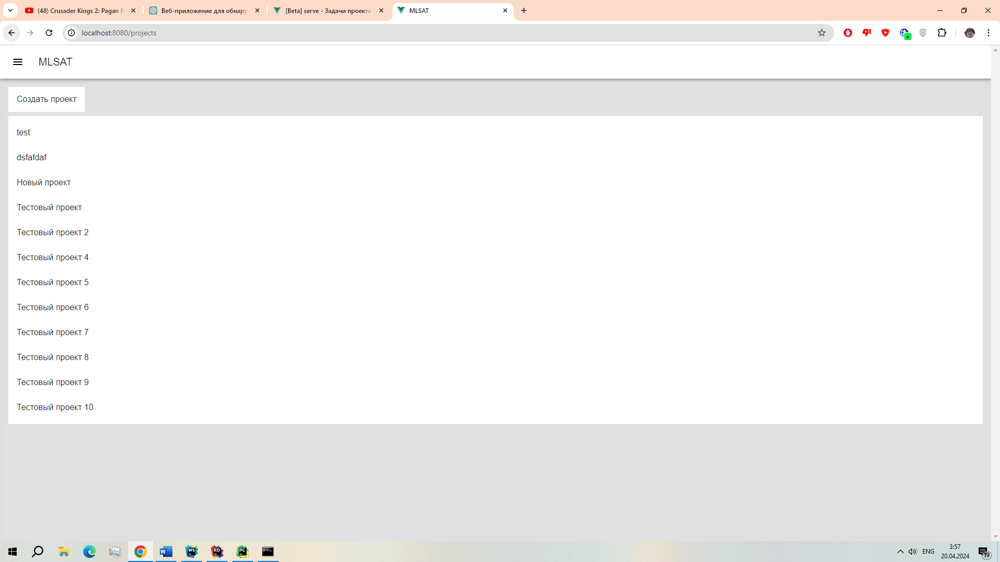 (48) Crusader Kings 2: Pagan F
Веб-приложение для обнару
[Beta] serve - Задачи проекта
MLSAT
localhost:8080/projects
MLSAT
Создать проект
test
dsfafdaf
Новый проект
Тестовый проект
Тестовый проект 2
Тестовый проект 4
Тестовый проект 5
Тестовый проект 6
Тестовый проект 7
Тестовый проект 8
Тестовый проект 9
Тестовый проект 10
WS
RD
PC
ENG
3:57
20.04.2024
19